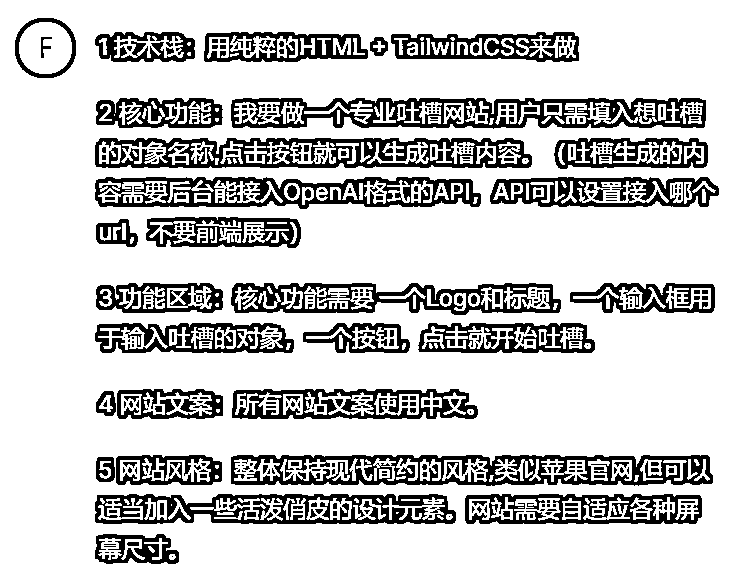 F
1 技术栈：用纯粹的HTML + TailwindCSS来做
2 核心功能：我要做一个专业吐槽网站,用户只需填入想吐槽
的对象名称,点击按钮就可以生成吐槽内容。（吐槽生成的内
容需要后台能接入OpenAI格式的API，API可以设置接入哪个
url，不要前端展示）
3 功能区域：核心功能需要 一个Logo和标题，一个输入框用
于输入吐槽的对象，一个按钮，点击就开始吐槽。
4 网站文案：所有网站文案使用中文。
5 网站风格：整体保持现代简约的风格,类似苹果官网,但可以
适当加入一些活泼俏皮的设计元素。网站需要自适应各种屏
幕尺寸。